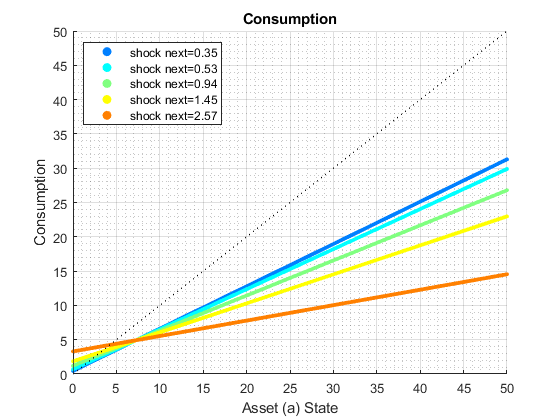 Consumption
50
45
40
35
30
25
20
15
10
5
0
Consumption
shock next=0.35
shock next=0.53
shock next=0.94
shock next=1.45
shock next=2.57
0 5 10 15 20 25 30 35 40 45 50
Asset (a) State